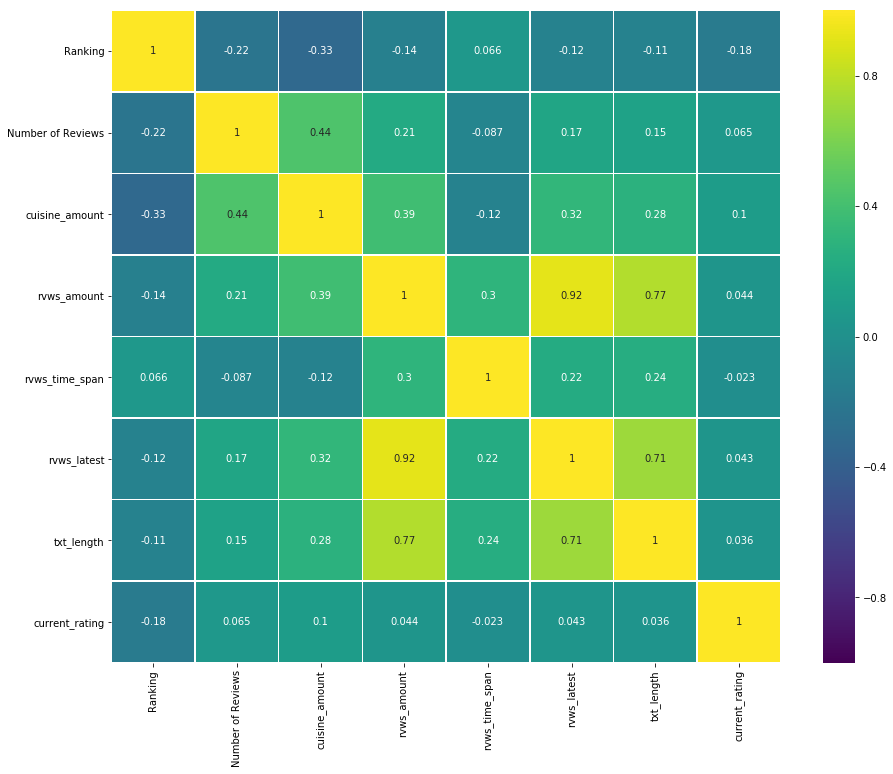 Ranking 1 -0.22 -0.33 -0.14 0.066 -0.12 -0.11 -0.18
Number of Reviews -0.22 1 0.44 0.21 -0.087 0.17 0.15 0.065
cuisine_amount -0.33 0.44 1 0.39 -0.12 0.32 0.28 0.1
rvws_amount -0.14 0.21 0.39 1 0.3 0.92 0.77 0.044
rvws_time_span 0.066 -0.087 -0.12 0.3 1 0.22 0.24 -0.023
rvws_latest -0.12 0.17 0.32 0.92 0.22 1 0.71 0.043
txt_length -0.11 0.15 0.28 0.77 0.24 0.71 1 0.036
current_rating -0.18 0.065 0.1 0.044 -0.023 0.043 0.036 1
Ranking
Number of Reviews
cuisine_amount
rvws_amount
rvws_time_span
rvws_latest
txt_length
current_rating
0.8
0.4
0.0
−0.4
−0.8